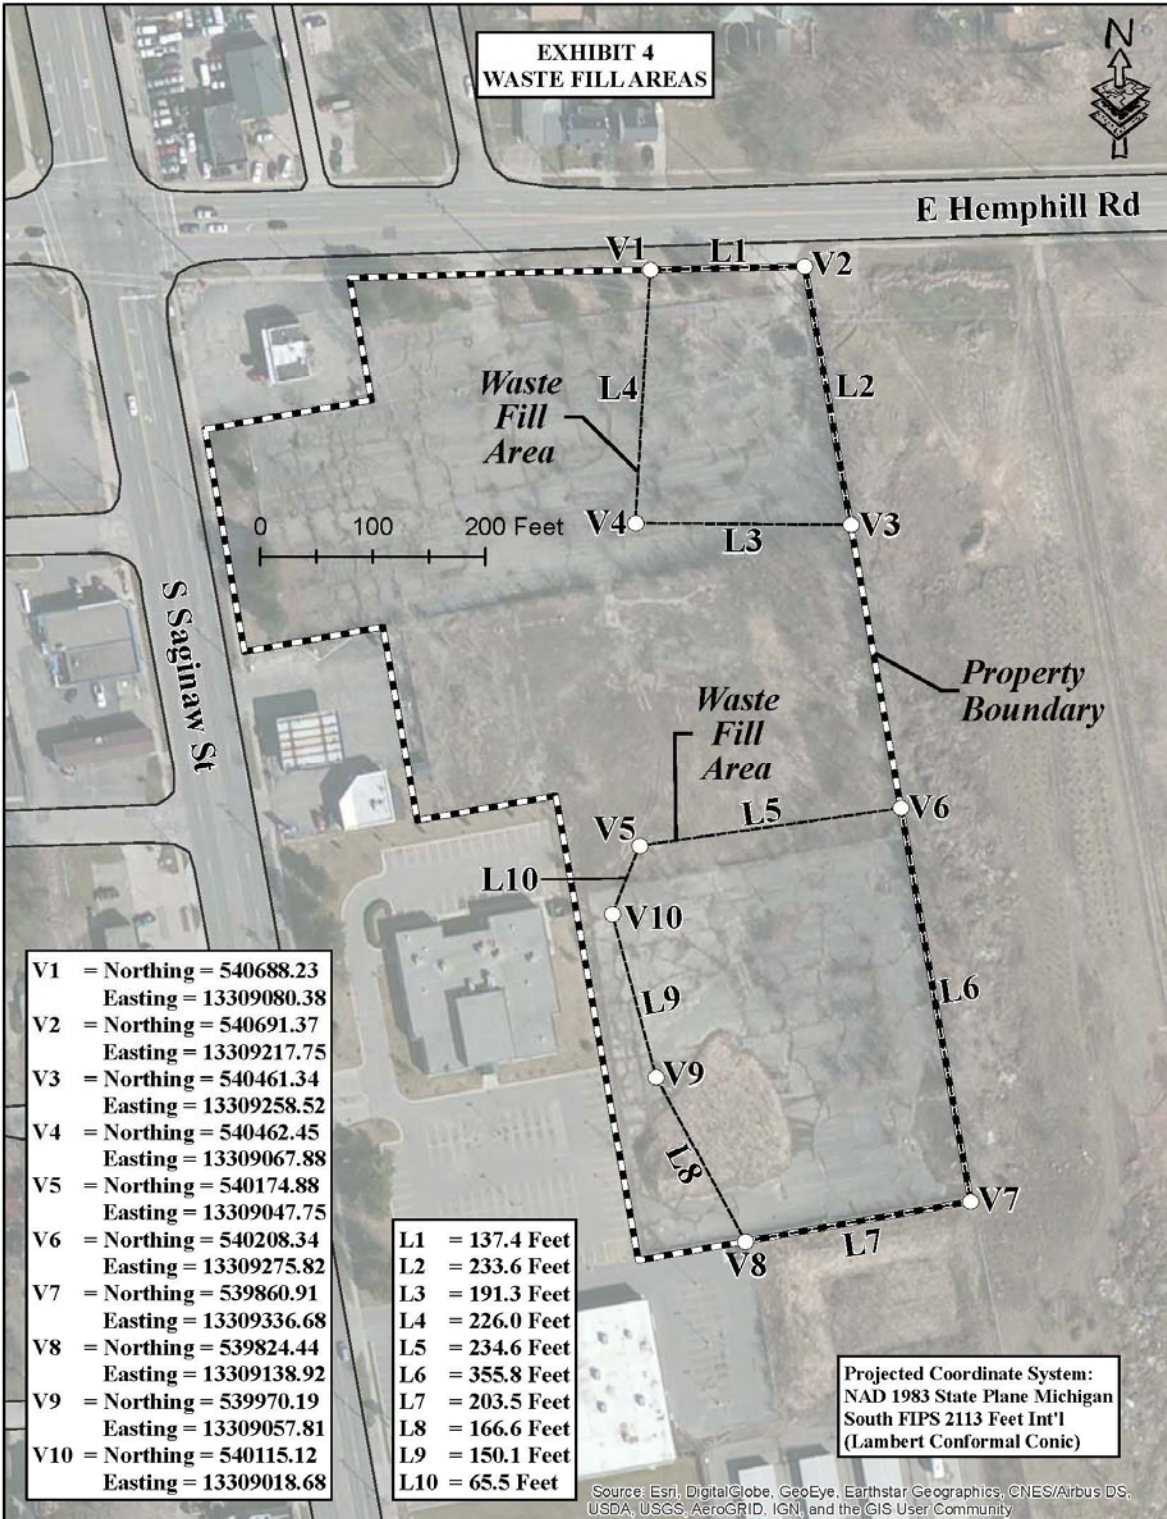 EXHIBIT 4
WASTE FILL AREAS
N
E Hemphill Rd
V1
L1
V2
L4
L2
Waste
Fill
Area
0 100 200 Feet
V4
L3
V3
S Saginaw St
Property
Boundary
Waste
Fill
Area
V5
L5
V6
L10
V10
L9
L6
V9
L8
V7
V8
L7
V1 = Northing = 540688.23
Easting = 13309080.38
V2 = Northing = 540691.37
Easting = 13309217.75
V3 = Northing = 540461.34
Easting = 13309258.52
V4 = Northing = 540462.45
Easting = 13309067.88
V5 = Northing = 540174.88
Easting = 13309047.75
V6 = Northing = 540208.34
Easting = 13309275.82
V7 = Northing = 539860.91
Easting = 13309336.68
V8 = Northing = 539824.44
Easting = 13309138.92
V9 = Northing = 539970.19
Easting = 13309057.81
V10 = Northing = 540115.12
Easting = 13309018.68
L1 = 137.4 Feet
L2 = 233.6 Feet
L3 = 191.3 Feet
L4 = 226.0 Feet
L5 = 234.6 Feet
L6 = 355.8 Feet
L7 = 203.5 Feet
L8 = 166.6 Feet
L9 = 150.1 Feet
L10 = 65.5 Feet
Projected Coordinate System:
NAD 1983 State Plane Michigan
South FIPS 2113 Feet Int'l
(Lambert Conformal Conic)
Source: Esri, DigitalGlobe, GeoEye, Earthstar Geographics, CNES/Airbus DS,
USDA, USGS, AeroGRID, IGN, and the GIS User Community